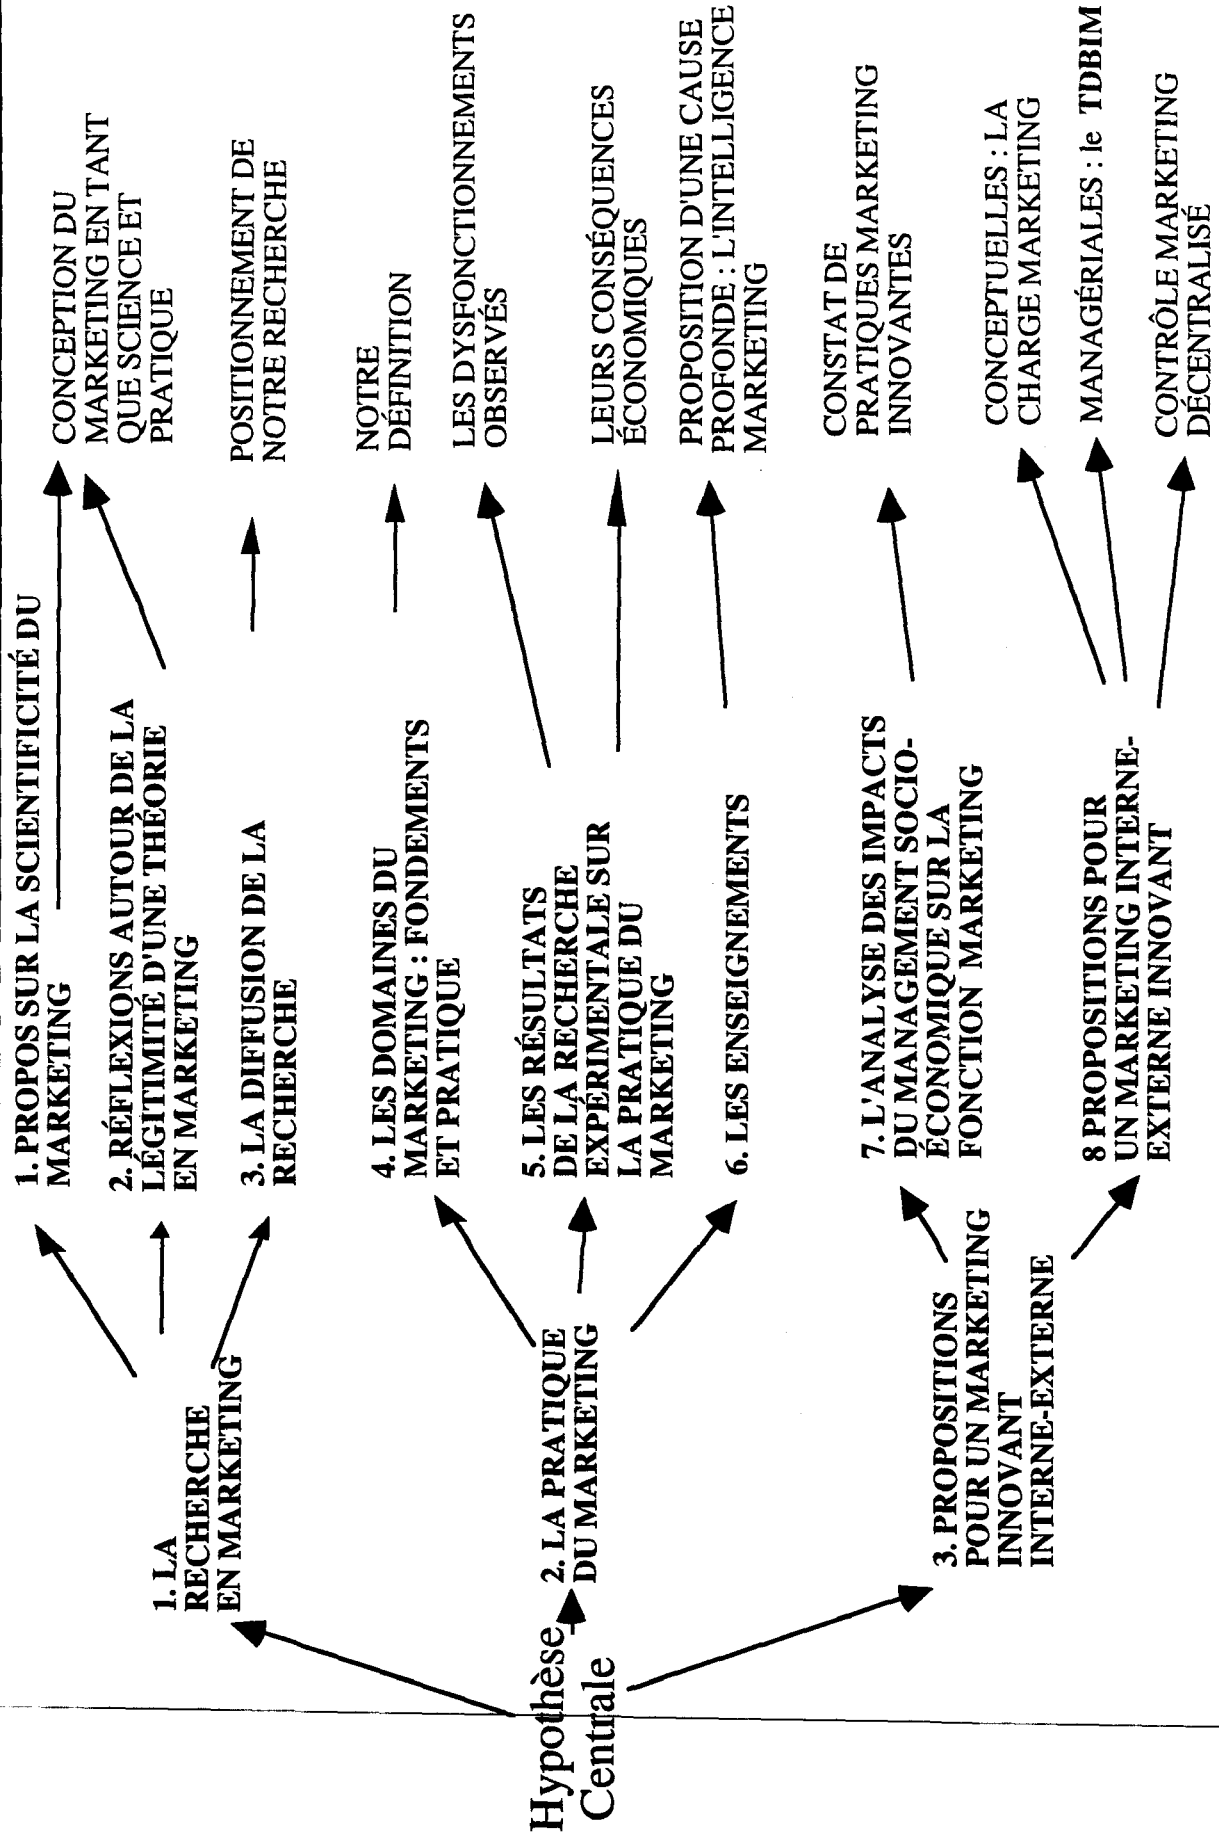 Hypothèse
Centrale
1. LA
RECHERCHE
EN MARKETING
2. LA PRATIQUE
DU MARKETING
3. PROPOSITIONS
POUR UN MARKETING
INNOVANT
INTERNE-EXTERNE
1. PROPOS SUR LA SCIENTIFICITÉ DU
MARKETING
2. RÉFLEXIONS AUTOUR DE LA
LÉGITIMITÉ D'UNE THÉORIE
EN MARKETING
3. LA DIFFUSION DE LA
RECHERCHE
4. LES DOMAINES DU
MARKETING : FONDEMENTS
ET PRATIQUE
5. LES RÉSULTATS
DE LA RECHERCHE
EXPÉRIMENTALE SUR
LA PRATIQUE DU
MARKETING
6. LES ENSEIGNEMENTS
7. L'ANALYSE DES IMPACTS
DU MANAGEMENT SOCIO-
ÉCONOMIQUE SUR LA
FONCTION MARKETING
8 PROPOSITIONS POUR
UN MARKETING INTERNE-
EXTERNE INNOVANT
CONCEPTION DU
MARKETING EN TANT
QUE SCIENCE ET
PRATIQUE
POSITIONNEMENT DE
NOTRE RECHERCHE
NOTRE
DÉFINITION
LES DYSFONCTIONNEMENTS
OBSERVÉS
LEURS CONSÉQUENCES
ÉCONOMIQUES
PROPOSITION D'UNE CAUSE
PROFONDE : L'INTELLIGENCE
MARKETING
CONSTAT DE
PRATIQUES MARKETING
INNOVANTES
CONCEPTUELLES : LA
CHARGE MARKETING
MANAGÉRIALES : le TDBIM
CONTRÔLE MARKETING
DÉCENTRALISÉ